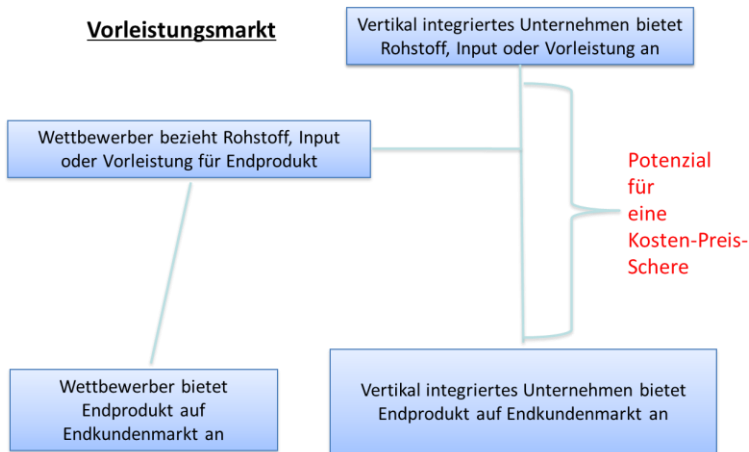 Vorleistungsmarkt
Vertikal integriertes Unternehmen bietet
Rohstoff, Input oder Vorleistung an
Wettbewerber bezieht Rohstoff, Input
oder Vorleistung für Endprodukt
Potenzial
für
eine
Kosten-Preis-
Schere
Wettbewerber bietet
Endprodukt auf
Endkundenmarkt an
Vertikal integriertes Unternehmen bietet
Endprodukt auf Endkundenmarkt an